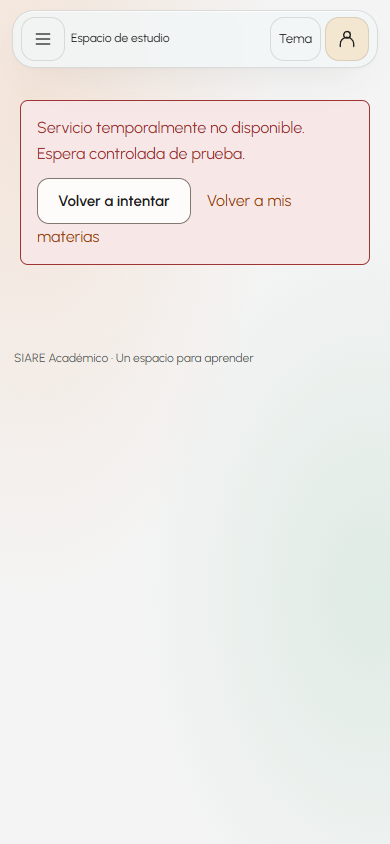 Espacio de estudio
Tema
Servicio temporalmente no disponible.
Espera controlada de prueba.
Volver a intentar
Volver a mis
materias
SIARE Académico · Un espacio para aprender